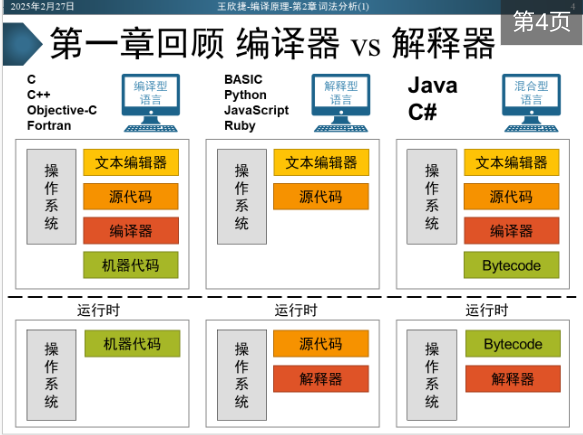 2025年2月27日
王欣捷-编译原理-第2章词法分析(1)
4
第4页
第一章回顾 编译器 vs 解释器
C
C++
Objective-C
Fortran
编译型
语言
BASIC
Python
JavaScript
Ruby
解释型
语言
Java
C#
混合型
语言
操作系统
文本编辑器
源代码
编译器
机器代码
操作系统
文本编辑器
源代码
操作系统
文本编辑器
源代码
编译器
Bytecode
运行时
运行时
运行时
操作系统
机器代码
操作系统
源代码
解释器
操作系统
Bytecode
解释器